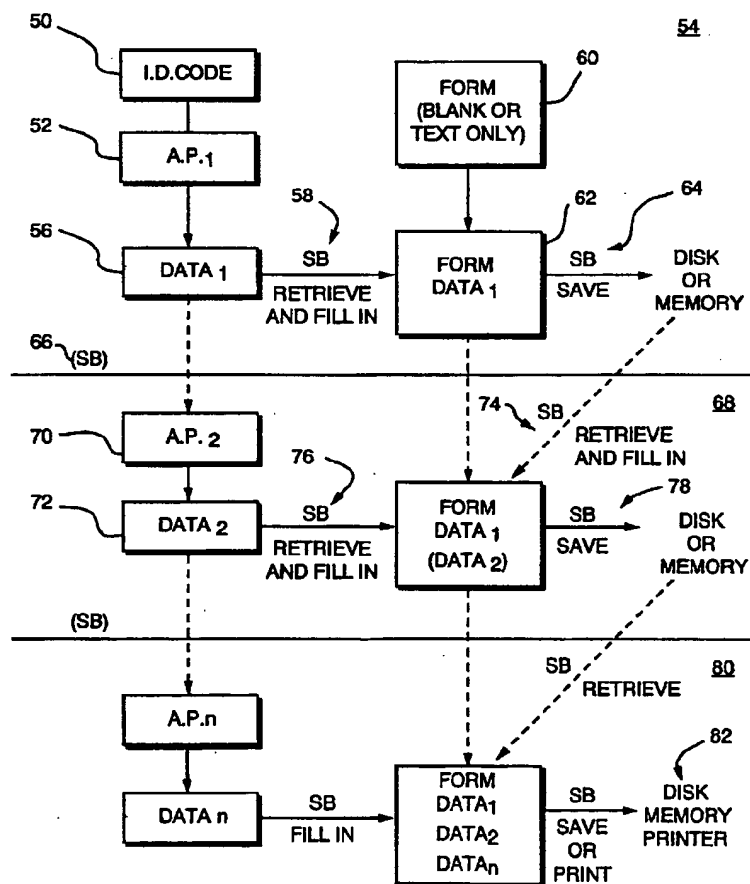 50
54
I.D.CODE
60
FORM
(BLANK OR
TEXT ONLY)
52
A.P.1
58
62
64
56
DATA 1
SB
RETRIEVE
AND FILL IN
FORM
DATA 1
SB
SAVE
DISK
OR
MEMORY
66
(SB)
68
70
A.P. 2
74
SB
RETRIEVE
AND FILL IN
76
78
72
DATA 2
SB
RETRIEVE
AND FILL IN
FORM
DATA 1
(DATA 2)
SB
SAVE
DISK
OR
MEMORY
(SB)
80
SB
RETRIEVE
A.P.n
82
DATA n
SB
FILL IN
FORM
DATA1
DATA2
DATAn
SB
SAVE
OR
PRINT
DISK
MEMORY
PRINTER